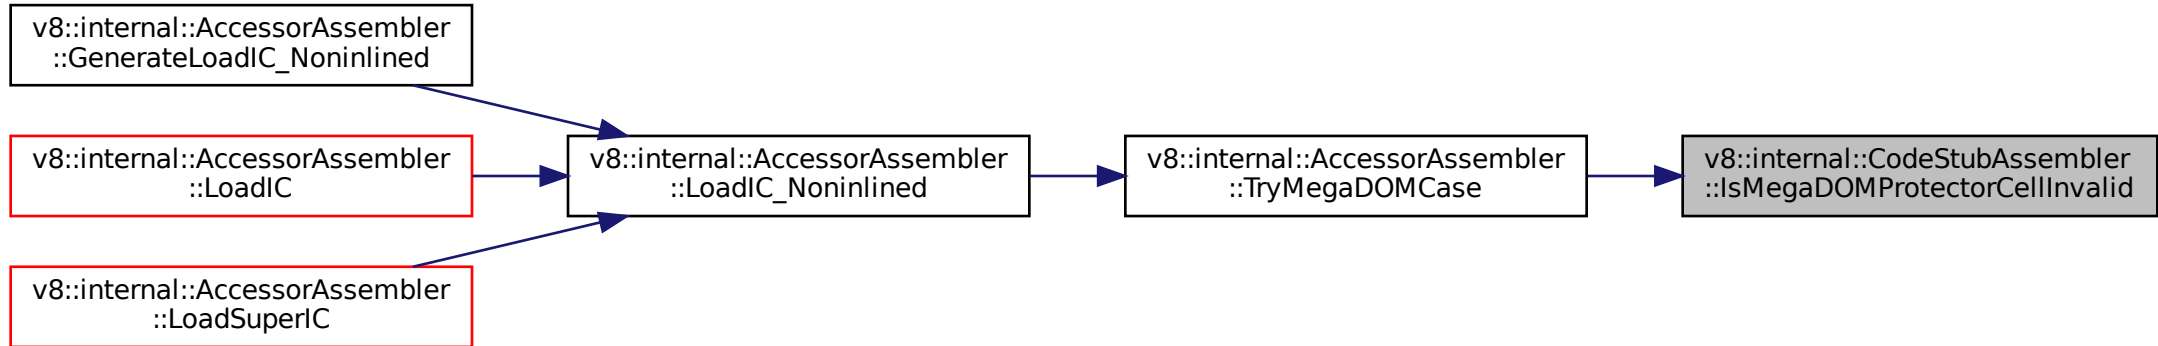 v8::internal::AccessorAssembler
::GenerateLoadIC_Noninlined
v8::internal::AccessorAssembler
::LoadIC
v8::internal::AccessorAssembler
::LoadSuperIC
v8::internal::AccessorAssembler
::LoadIC_Noninlined
v8::internal::AccessorAssembler
::TryMegaDOMCase
v8::internal::CodeStubAssembler
::IsMegaDOMProtectorCellInvalid